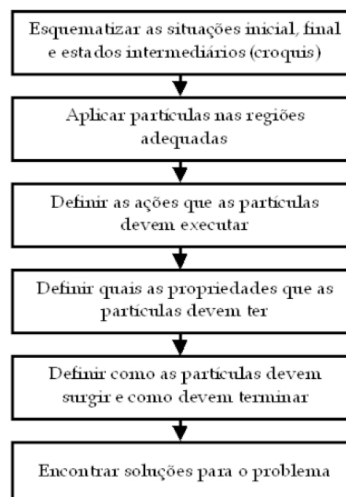 Esquematizar as situações inicial, final
e estados intermediários (croquis)
Aplicar partículas nas regiões
adequadas
Definir as ações que as partículas
devem executar
Definir quais as propriedades que as
partículas devem ter
Definir como as partículas devem
surgir e como devem terminar
Encontrar soluções para o problema